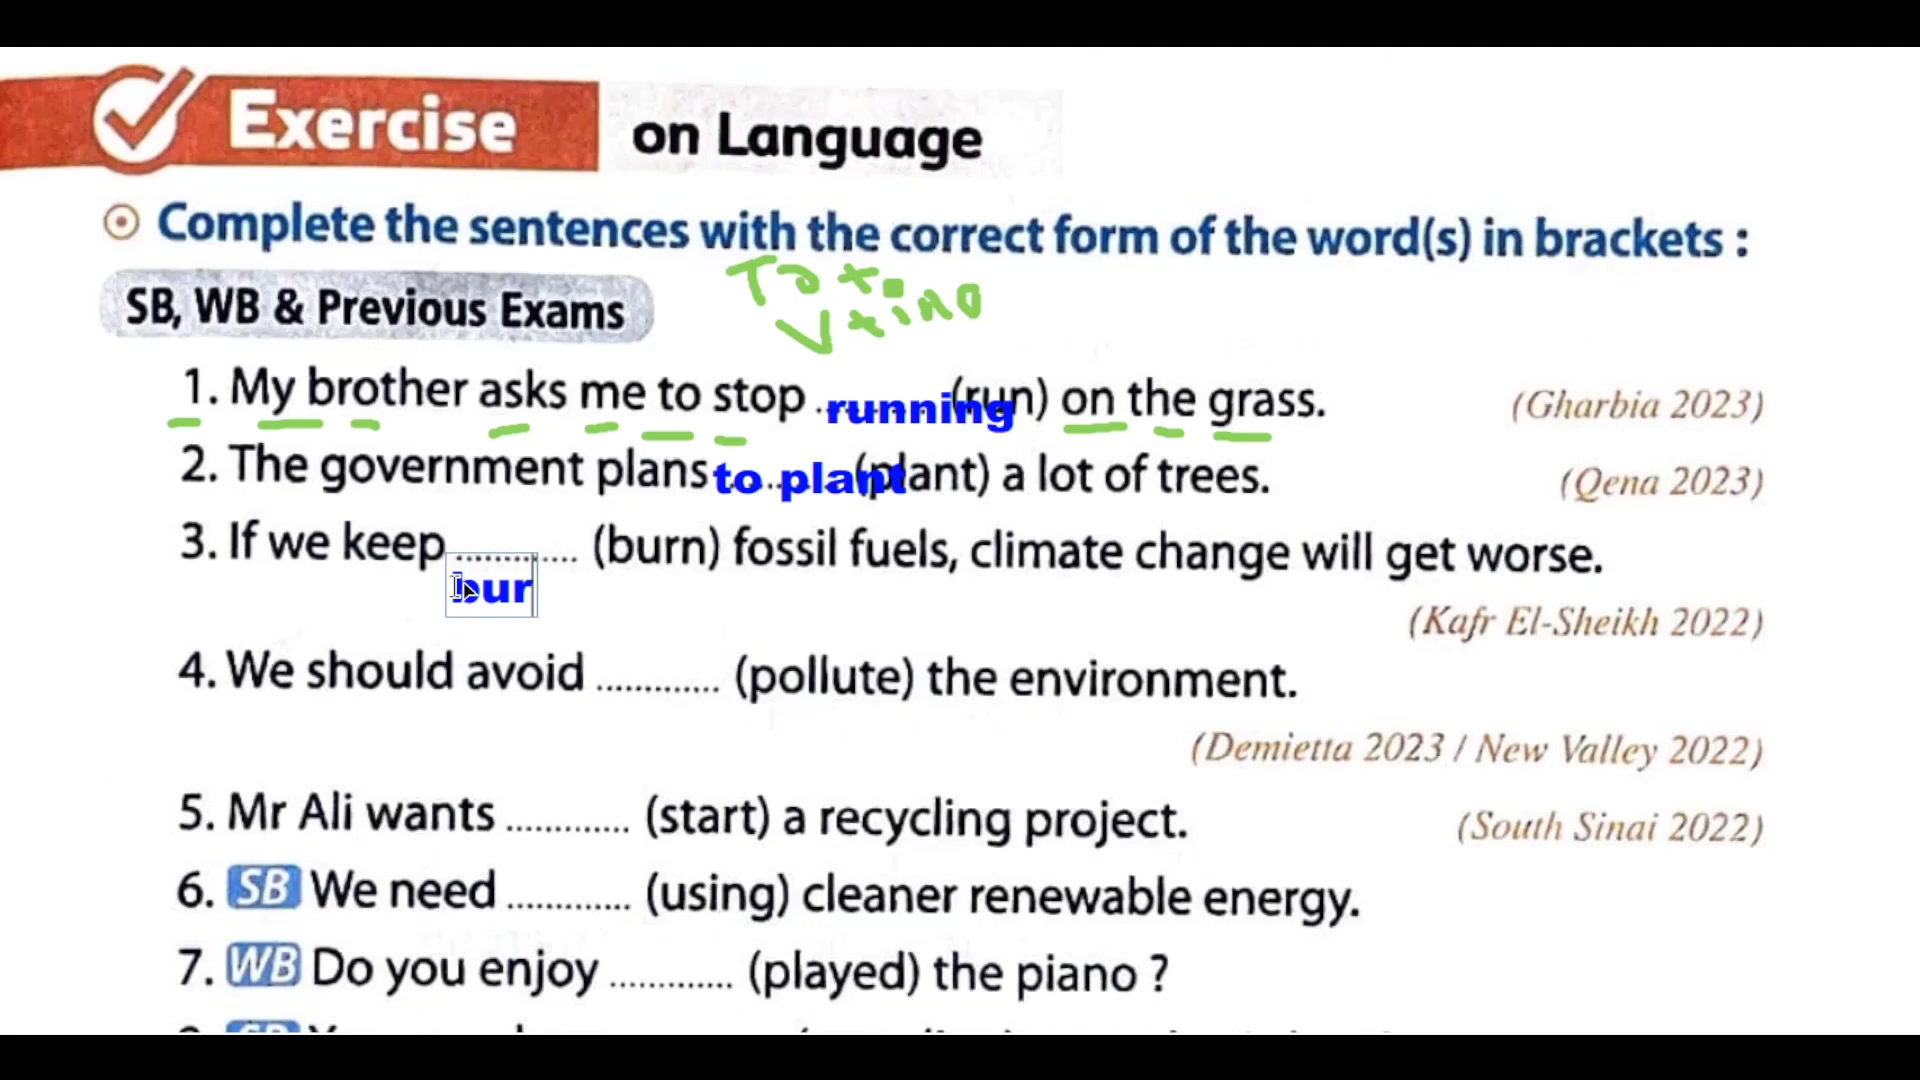 Exercise on Language
Complete the sentences with the correct form of the word(s) in brackets :
SB, WB & Previous Exams
1. My brother asks me to stop ............ running (run) on the grass. (Gharbia 2023)
2. The government plans ............ to plant (plant) a lot of trees. (Qena 2023)
3. If we keep ............ (burn) fossil fuels, climate change will get worse.
bur
(Kafr El-Sheikh 2022)
4. We should avoid ............ (pollute) the environment.
(Demietta 2023 / New Valley 2022)
5. Mr Ali wants ............ (start) a recycling project. (South Sinai 2022)
6. SB We need ............ (using) cleaner renewable energy.
7. WB Do you enjoy ............ (played) the piano ?